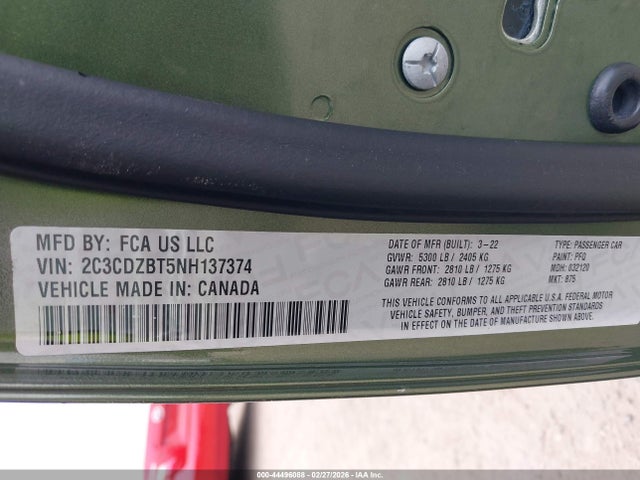 MFD BY: FCA US LLC
VIN: 2C3CDZBT5NH137374
VEHICLE MADE IN: CANADA
DATE OF MFR (BUILT): 3-22
GVWR: 5300 LB / 2405 KG
GAWR FRONT: 2810 LB / 1275 KG
GAWR REAR: 2810 LB / 1275 KG
TYPE: PASSENGER CAR
PAINT: PFQ
MDH: 032120
MKT: 87S
THIS VEHICLE CONFORMS TO ALL APPLICABLE U.S.A. FEDERAL MOTOR
VEHICLE SAFETY, BUMPER, AND THEFT PREVENTION STANDARDS
IN EFFECT ON THE DATE OF MANUFACTURE SHOWN ABOVE.
000-44496068 - 02/27/2026 - IAA Inc.